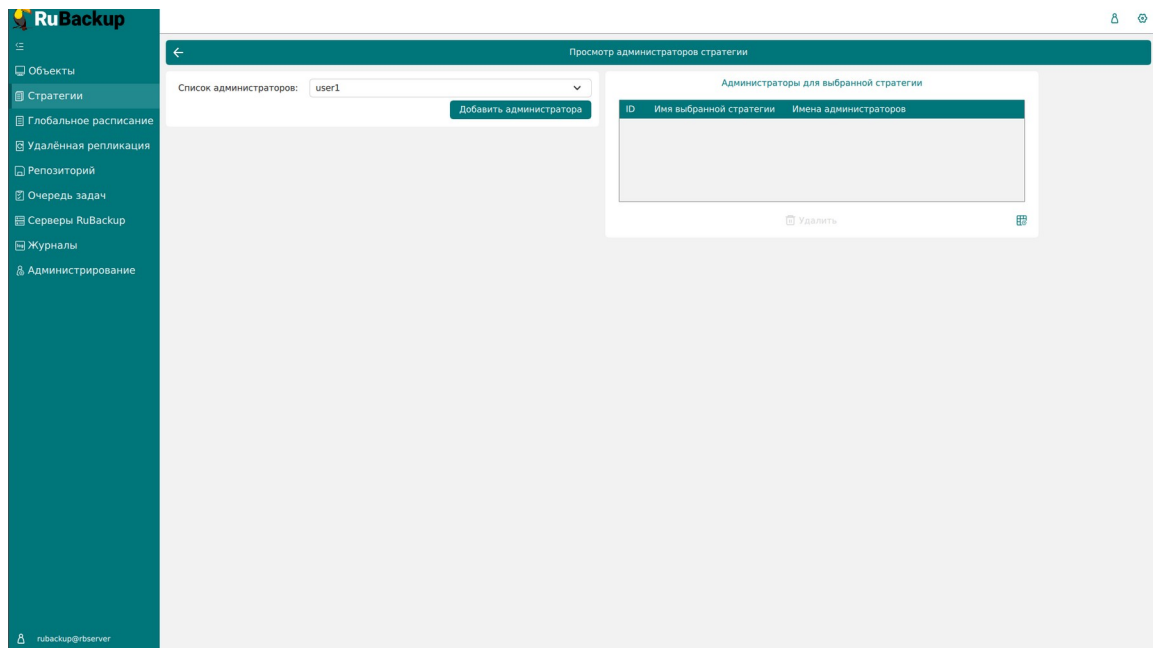 RuBackup
Объекты
Стратегии
Глобальное расписание
Удалённая репликация
Репозиторий
Очередь задач
Серверы RuBackup
Журналы
Администрирование
rubackup@rbserver
Просмотр администраторов стратегии
Список администраторов: user1
Добавить администратора
Администраторы для выбранной стратегии
ID Имя выбранной стратегии Имена администраторов
Удалить